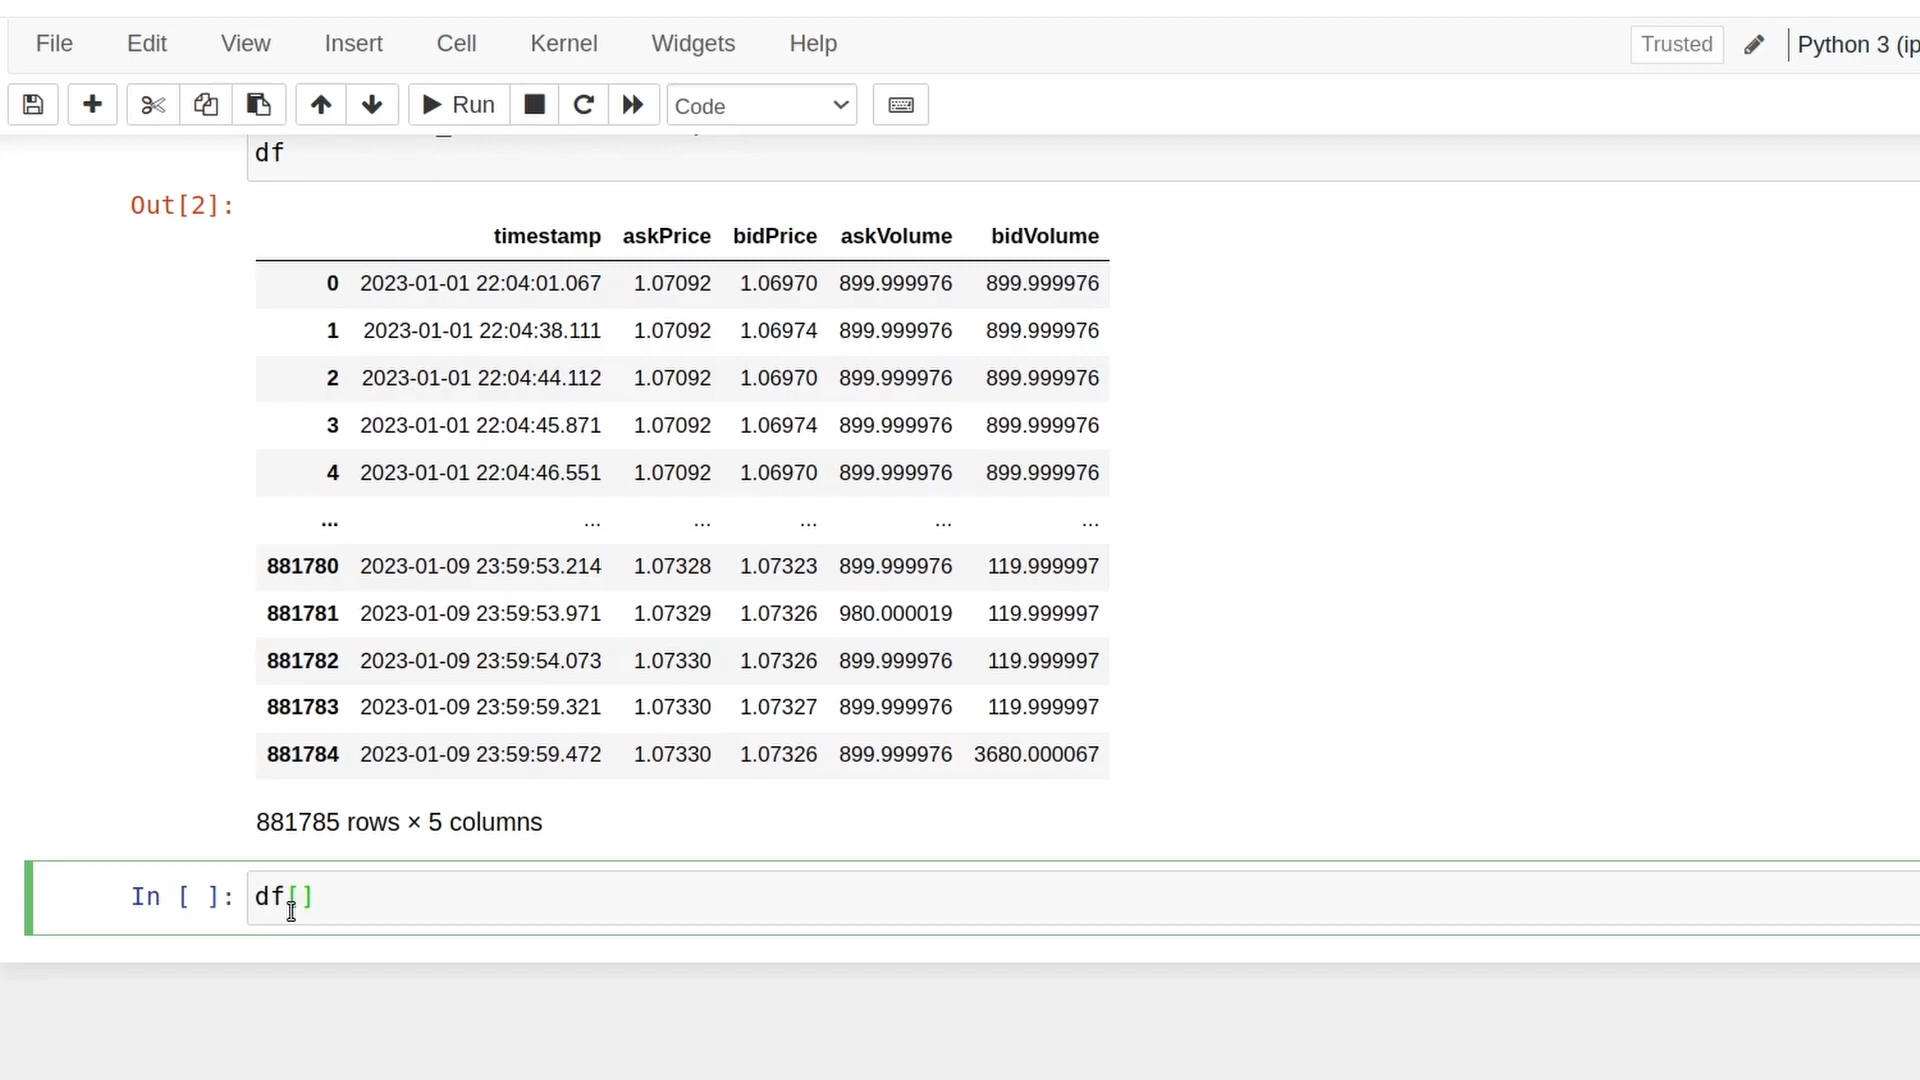 File Edit View Insert Cell Kernel Widgets Help Trusted Python 3 (ip
Run Code
df
Out[2]:
timestamp askPrice bidPrice askVolume bidVolume
0 2023-01-01 22:04:01.067 1.07092 1.06970 899.999976 899.999976
1 2023-01-01 22:04:38.111 1.07092 1.06974 899.999976 899.999976
2 2023-01-01 22:04:44.112 1.07092 1.06970 899.999976 899.999976
3 2023-01-01 22:04:45.871 1.07092 1.06974 899.999976 899.999976
4 2023-01-01 22:04:46.551 1.07092 1.06970 899.999976 899.999976
... ... ... ... ... ...
881780 2023-01-09 23:59:53.214 1.07328 1.07323 899.999976 119.999997
881781 2023-01-09 23:59:53.971 1.07329 1.07326 980.000019 119.999997
881782 2023-01-09 23:59:54.073 1.07330 1.07326 899.999976 119.999997
881783 2023-01-09 23:59:59.321 1.07330 1.07327 899.999976 119.999997
881784 2023-01-09 23:59:59.472 1.07330 1.07326 899.999976 3680.000067
881785 rows × 5 columns
In [ ]: df[]